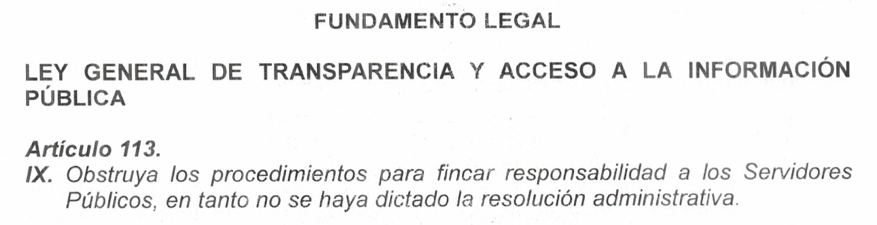 FUNDAMENTO LEGAL
LEY GENERAL DE TRANSPARENCIA Y ACCESO A LA INFORMACIÓN
PÚBLICA
Artículo 113.
IX. Obstruya los procedimientos para fincar responsabilidad a los Servidores
Públicos, en tanto no se haya dictado la resolución administrativa.